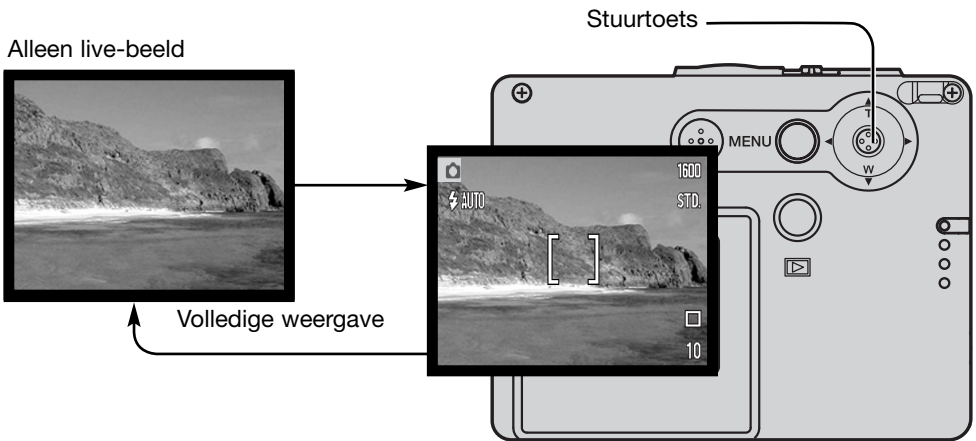 Stuurtoets
Alleen live-beeld
T
MENU
W
1600
AUTO
STD.
Volledige weergave
10